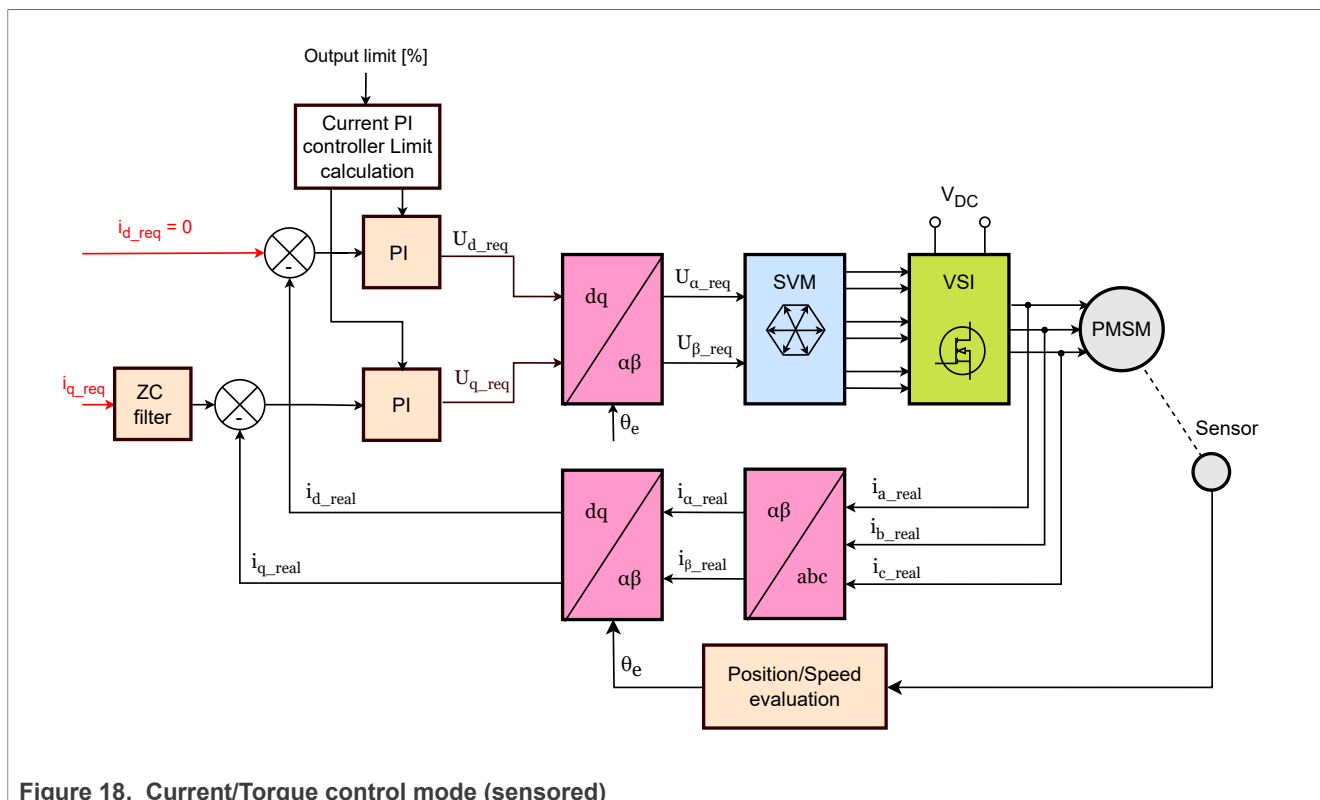 Output limit [%]
Current PI
controller Limit
calculation
V_DC
i_d_req = 0
PI
U_d_req
dq
αβ
U_α_req
U_β_req
SVM
VSI
PMSM
i_q_req
ZC
filter
PI
U_q_req
θ_e
Sensor
-
-
i_d_real
i_q_real
dq
αβ
i_α_real
i_β_real
αβ
abc
i_a_real
i_b_real
i_c_real
θ_e
Position/Speed
evaluation
Figure 18. Current/Torque control mode (sensored)